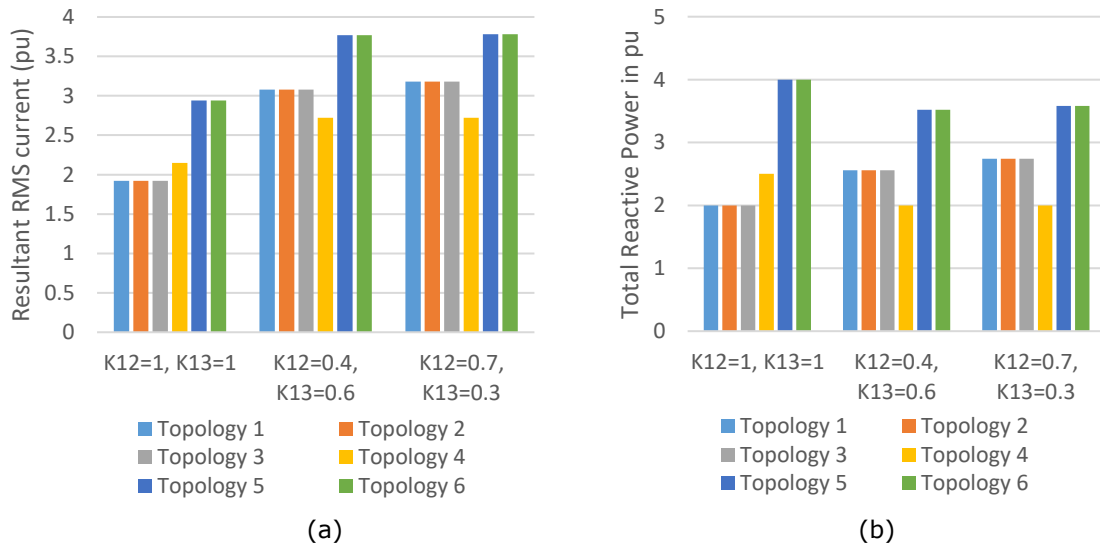 Resultant RMS current (pu)
4
3.5
3
2.5
2
1.5
1
0.5
0
K12=1, K13=1
K12=0.4,
K13=0.6
K12=0.7,
K13=0.3
Topology 1
Topology 2
Topology 3
Topology 4
Topology 5
Topology 6
(a)
Total Reactive Power in pu
5
4
3
2
1
0
K12=1, K13=1
K12=0.4,
K13=0.6
K12=0.7,
K13=0.3
Topology 1
Topology 2
Topology 3
Topology 4
Topology 5
Topology 6
(b)